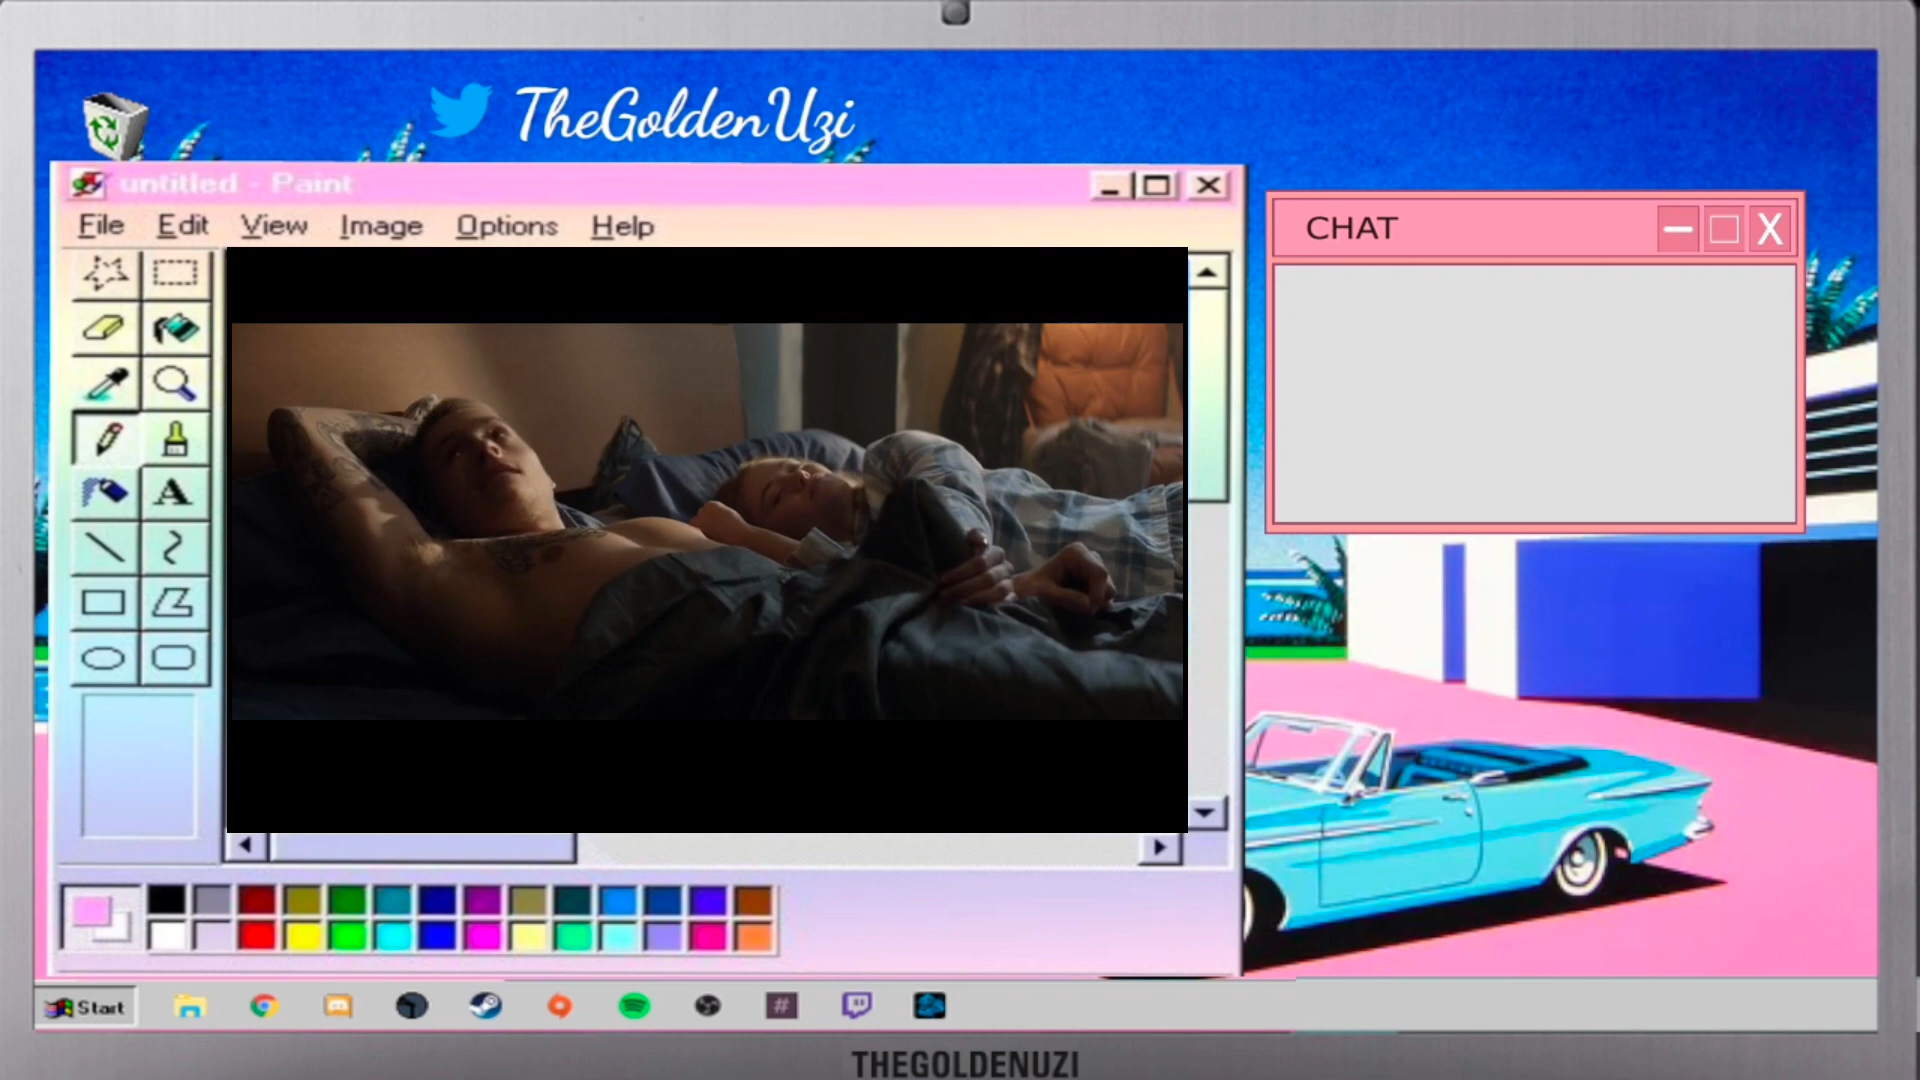 TheGoldenUzi
untitled - Paint
File Edit View Image Options Help
CHAT
X
A
Start
#
THEGOLDENUZI